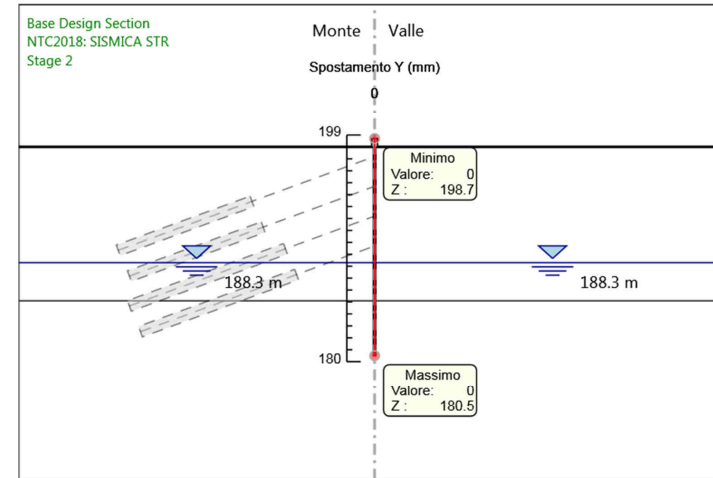 Base Design Section
NTC2018: SISMICA STR
Stage 2
Monte Valle
Spostamento Y (mm)
0
199
Minimo
Valore: 0
Z : 198.7
188.3 m
188.3 m
180
Massimo
Valore: 0
Z : 180.5